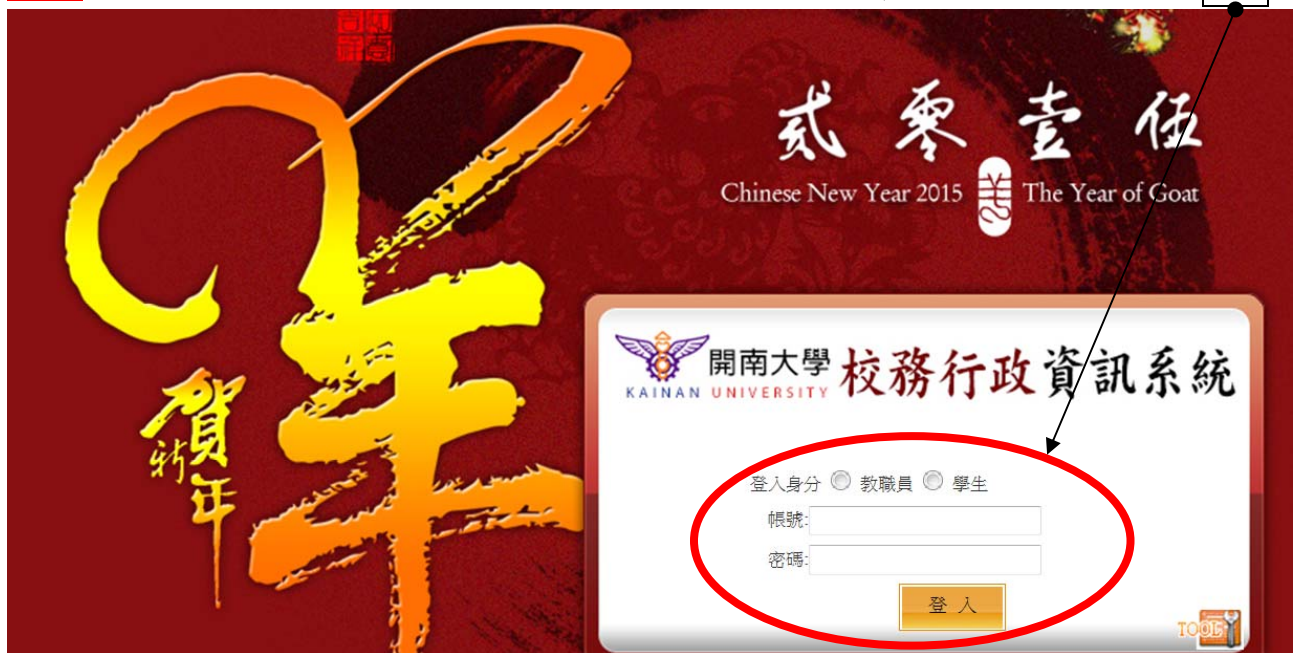 貳零壹伍
Chinese New Year 2015 羊 The Year of Goat
羊
賀新年
開南大學 校務行政資訊系統
KAINAN UNIVERSITY
登入身分 教職員 學生
帳號:
密碼:
登 入
TOOL